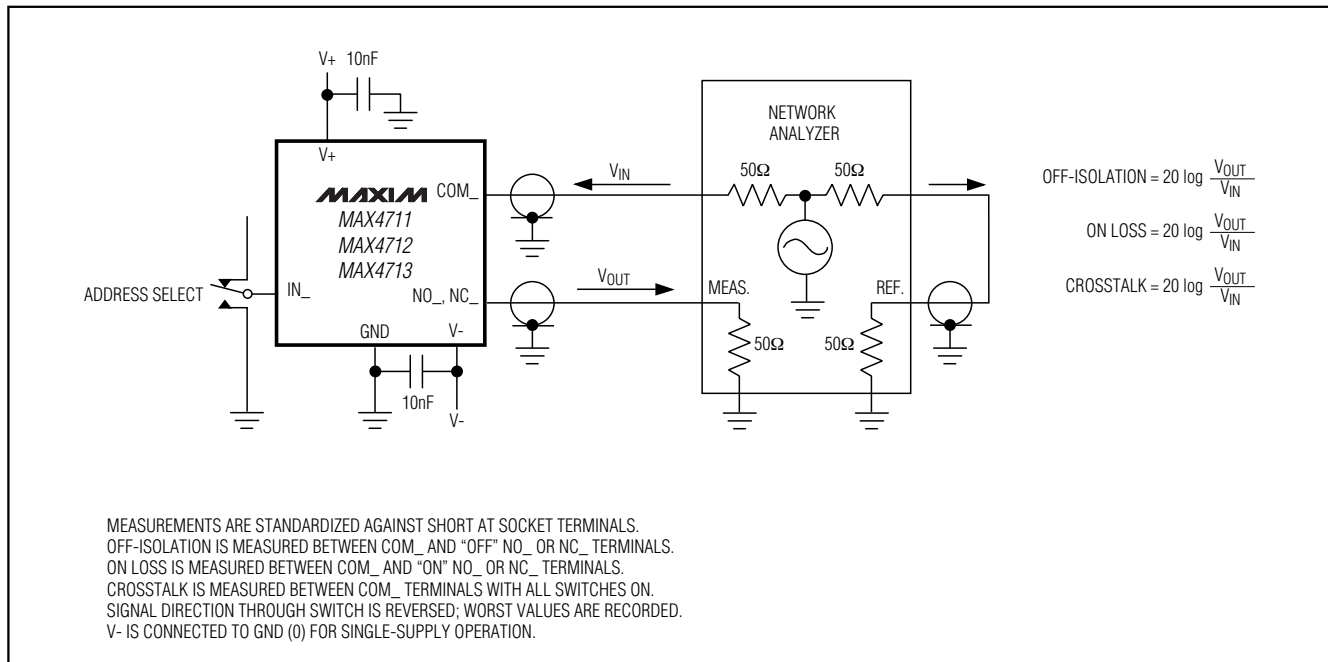 V+ 10nF
V+
MAXIM
MAX4711
MAX4712
MAX4713
COM_
ADDRESS SELECT
IN_
NO_, NC_
GND
V-
10nF
V-
VIN
VOUT
NETWORK
ANALYZER
50Ω 50Ω
MEAS. REF.
50Ω 50Ω
OFF-ISOLATION = 20 log VOUT
VIN
ON LOSS = 20 log VOUT
VIN
CROSSTALK = 20 log VOUT
VIN
MEASUREMENTS ARE STANDARDIZED AGAINST SHORT AT SOCKET TERMINALS.
OFF-ISOLATION IS MEASURED BETWEEN COM_ AND “OFF” NO_ OR NC_ TERMINALS.
ON LOSS IS MEASURED BETWEEN COM_ AND “ON” NO_ OR NC_ TERMINALS.
CROSSTALK IS MEASURED BETWEEN COM_ TERMINALS WITH ALL SWITCHES ON.
SIGNAL DIRECTION THROUGH SWITCH IS REVERSED; WORST VALUES ARE RECORDED.
V- IS CONNECTED TO GND (0) FOR SINGLE-SUPPLY OPERATION.